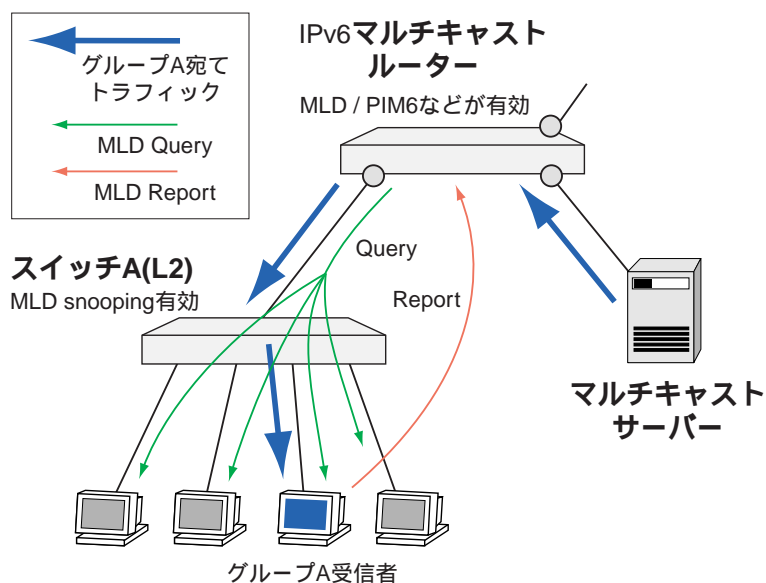 グループA宛て
トラフィック
MLD Query
MLD Report
IPv6マルチキャスト
ルーター
MLD / PIM6などが有効
Query
Report
スイッチA(L2)
MLD snooping有効
マルチキャスト
サーバー
グループA受信者